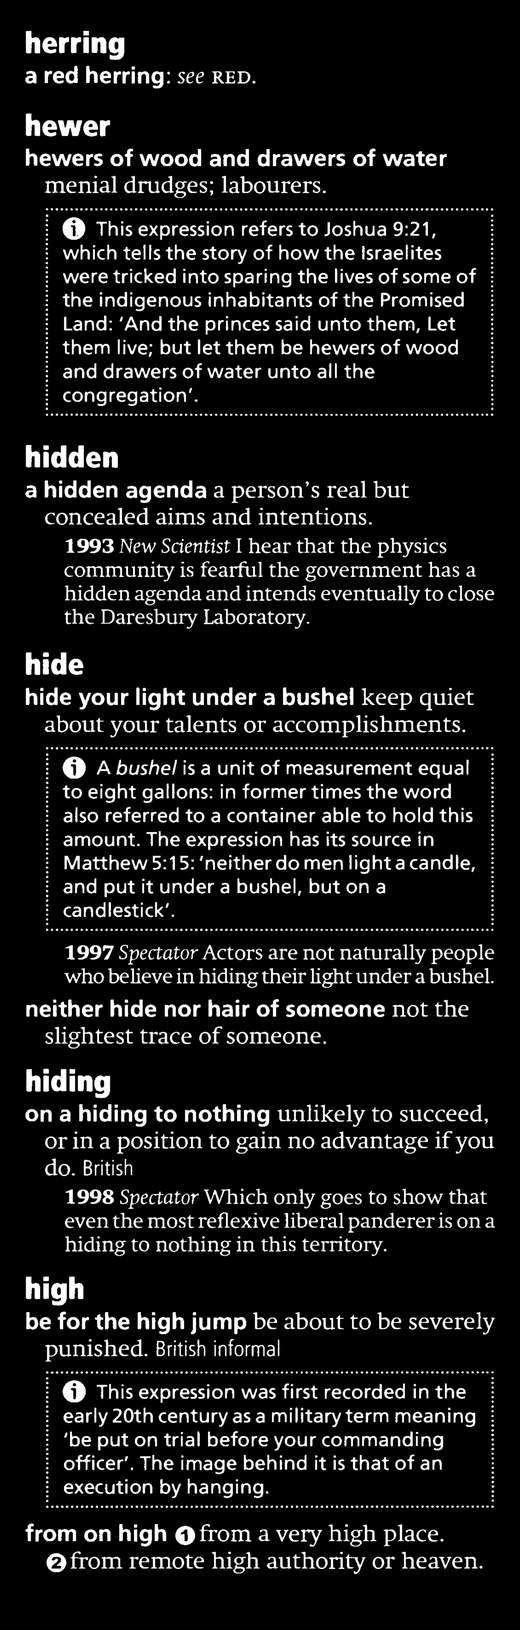 herring
a red herring: see RED.
hewer
hewers of wood and drawers of water
menial drudges; labourers.
ⓘ This expression refers to Joshua 9:21,
which tells the story of how the Israelites
were tricked into sparing the lives of some of
the indigenous inhabitants of the Promised
Land: ‘And the princes said unto them, Let
them live; but let them be hewers of wood
and drawers of water unto all the
congregation’.
hidden
a hidden agenda a person’s real but
concealed aims and intentions.
1993 New Scientist I hear that the physics
community is fearful the government has a
hidden agenda and intends eventually to close
the Daresbury Laboratory.
hide
hide your light under a bushel keep quiet
about your talents or accomplishments.
ⓘ A bushel is a unit of measurement equal
to eight gallons: in former times the word
also referred to a container able to hold this
amount. The expression has its source in
Matthew 5:15: ‘neither do men light a candle,
and put it under a bushel, but on a
candlestick’.
1997 Spectator Actors are not naturally people
who believe in hiding their light under a bushel.
neither hide nor hair of someone not the
slightest trace of someone.
hiding
on a hiding to nothing unlikely to succeed,
or in a position to gain no advantage if you
do. British
1998 Spectator Which only goes to show that
even the most reflexive liberal panderer is on a
hiding to nothing in this territory.
high
be for the high jump be about to be severely
punished. British informal
ⓘ This expression was first recorded in the
early 20th century as a military term meaning
‘be put on trial before your commanding
officer’. The image behind it is that of an
execution by hanging.
from on high ❶ from a very high place.
❷ from remote high authority or heaven.